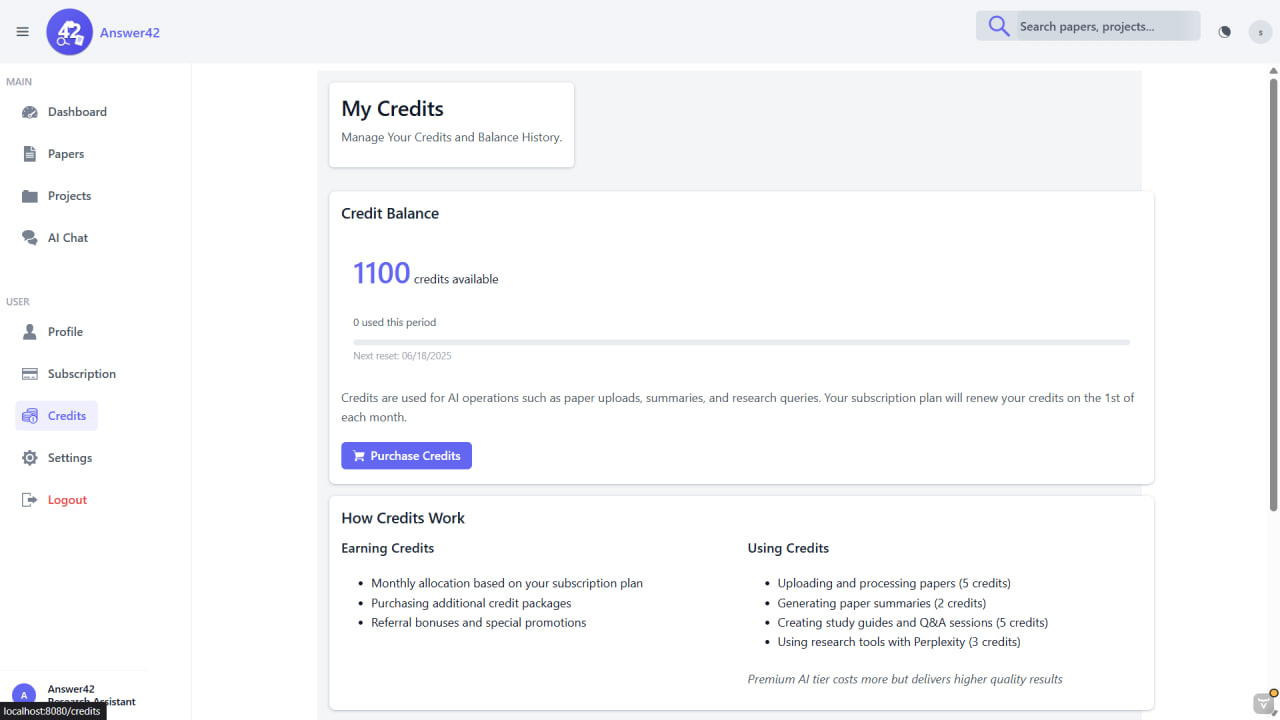 42
Answer42
Search papers, projects...
s
MAIN
Dashboard
Papers
Projects
AI Chat
USER
Profile
Subscription
Credits
Settings
Logout
A
Answer42
Research Assistant
localhost:8080/credits
My Credits
Manage Your Credits and Balance History.
Credit Balance
1100 credits available
0 used this period
Next reset: 06/18/2025
Credits are used for AI operations such as paper uploads, summaries, and research queries. Your subscription plan will renew your credits on the 1st of
each month.
Purchase Credits
How Credits Work
Earning Credits
Monthly allocation based on your subscription plan
Purchasing additional credit packages
Referral bonuses and special promotions
Using Credits
Uploading and processing papers (5 credits)
Generating paper summaries (2 credits)
Creating study guides and Q&A sessions (5 credits)
Using research tools with Perplexity (3 credits)
Premium AI tier costs more but delivers higher quality results